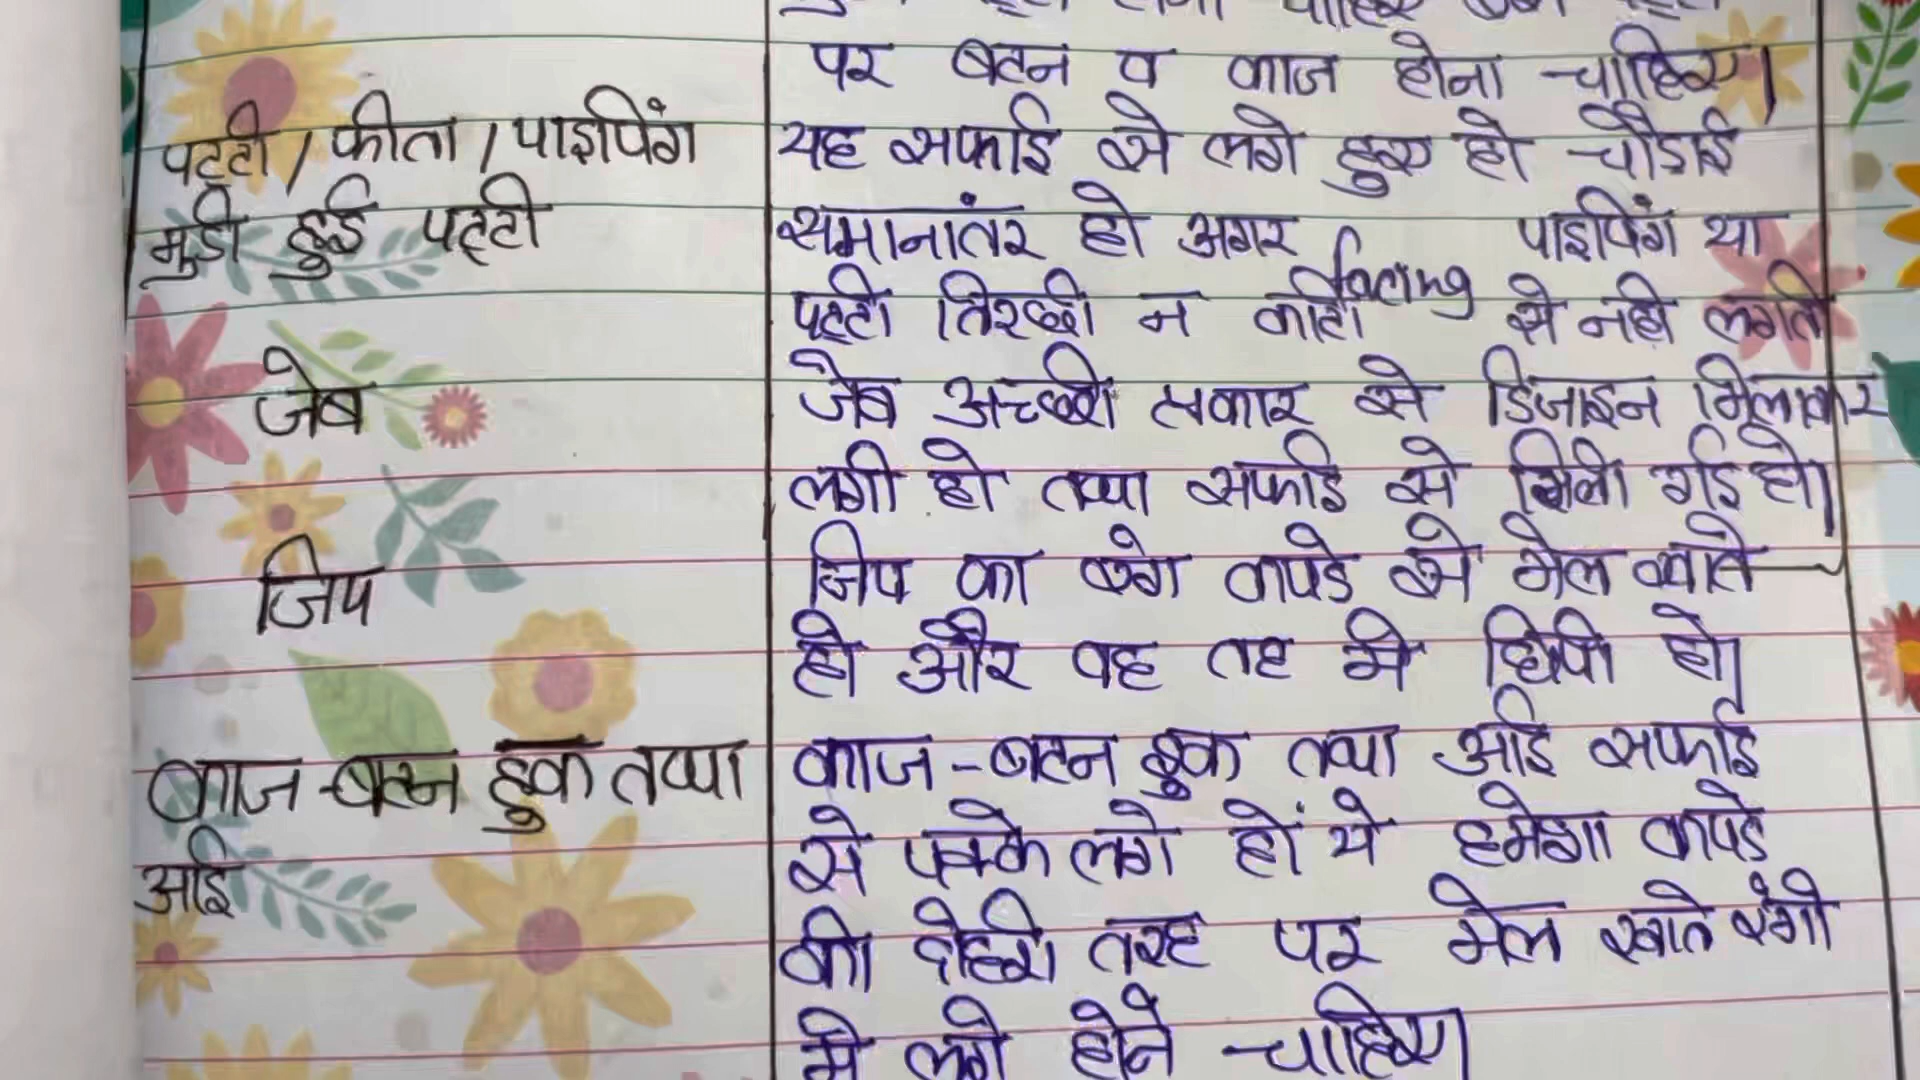 पर बटन व काज होना चाहिए।
पट्टी / फीता / पाइपिंग
मुडी हुई पट्टी
यह सफाई से लगे हुए हो चौडाई
समानांतर हो अगर पाइपिंग या
पट्टी तिरछी न काटी facing से नही लगती
जेब
जेब अच्छी प्रकार से डिजाइन मिलाकर
लगी हो तथा सफाई से सिली गई हो।
जिप
जिप का रंग कपडे से मेल खाते
हो और वह तह मे छिपी हो।
काज-बटन हुक तथा
आई
काज-बटन हुक तथा आई सफाई
से पक्के लगे हों ये हमेशा कपडे
की दोहरी तरह पर मेल खाते रंगो
मे लगे होने चाहिए।